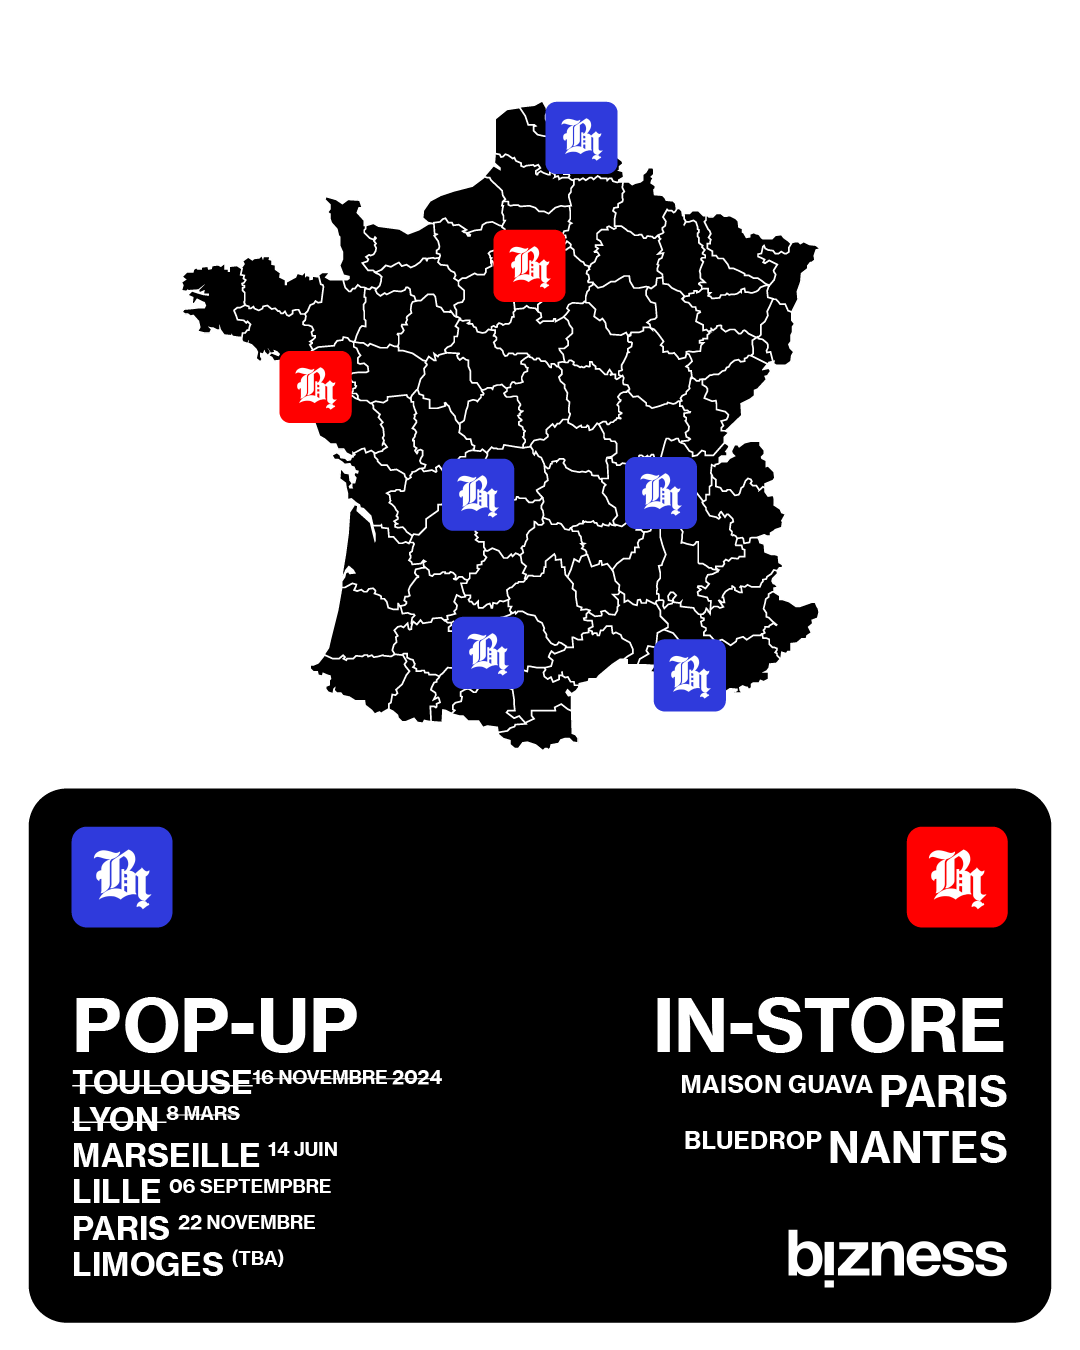 POP-UP
TOULOUSE 16 NOVEMBRE 2024
LYON 8 MARS
MARSEILLE 14 JUIN
LILLE 06 SEPTEMPBRE
PARIS 22 NOVEMBRE
LIMOGES (TBA)
IN-STORE
MAISON GUAVA PARIS
BLUEDROP NANTES
bizness